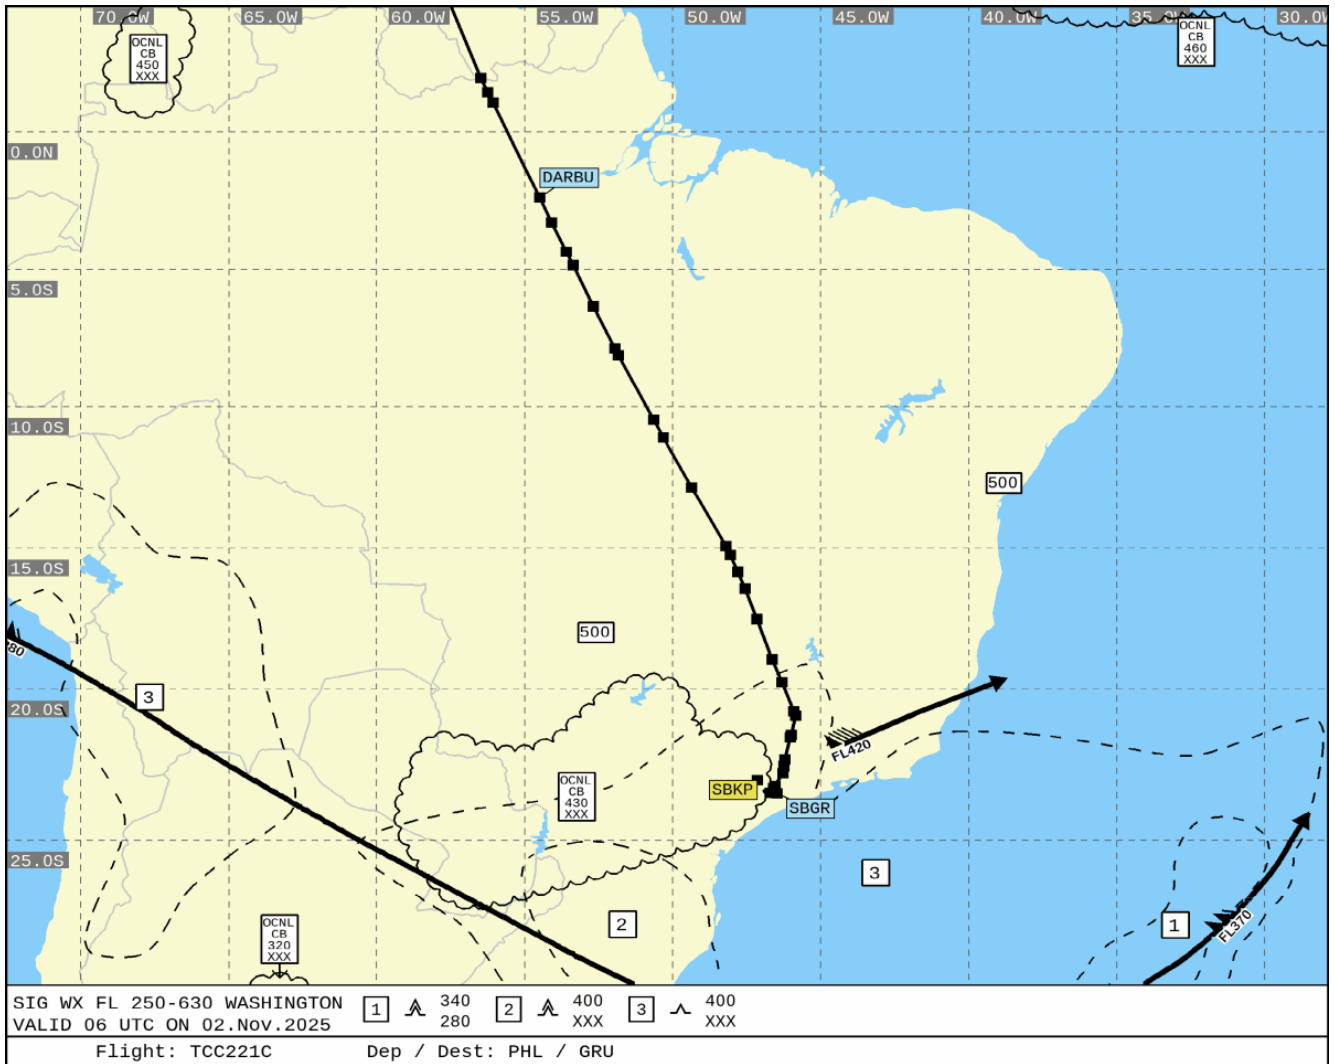 70.0W 65.0W 60.0W 55.0W 50.0W 45.0W 40.0W 35.0W 30.0W
OCNL
CB
450
XXX
OCNL
CB
460
XXX
0.0N
DARBU
5.0S
10.0S
500
15.0S
500
80
3
20.0S
FL420
OCNL
CB
430
XXX
SBKP
SBGR
25.0S
3
OCNL
CB
320
XXX
2
1
FL370
SIG WX FL 250-630 WASHINGTON
VALID 06 UTC ON 02.Nov.2025
1 340
280
2 400
XXX
3 400
XXX
Flight: TCC221C Dep / Dest: PHL / GRU